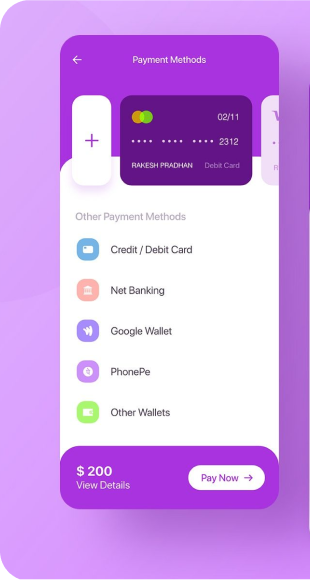 Payment Methods
02/11
•••• •••• •••• 2312
RAKESH PRADHAN Debit Card
Other Payment Methods
Credit / Debit Card
Net Banking
Google Wallet
PhonePe
Other Wallets
$ 200
View Details
Pay Now